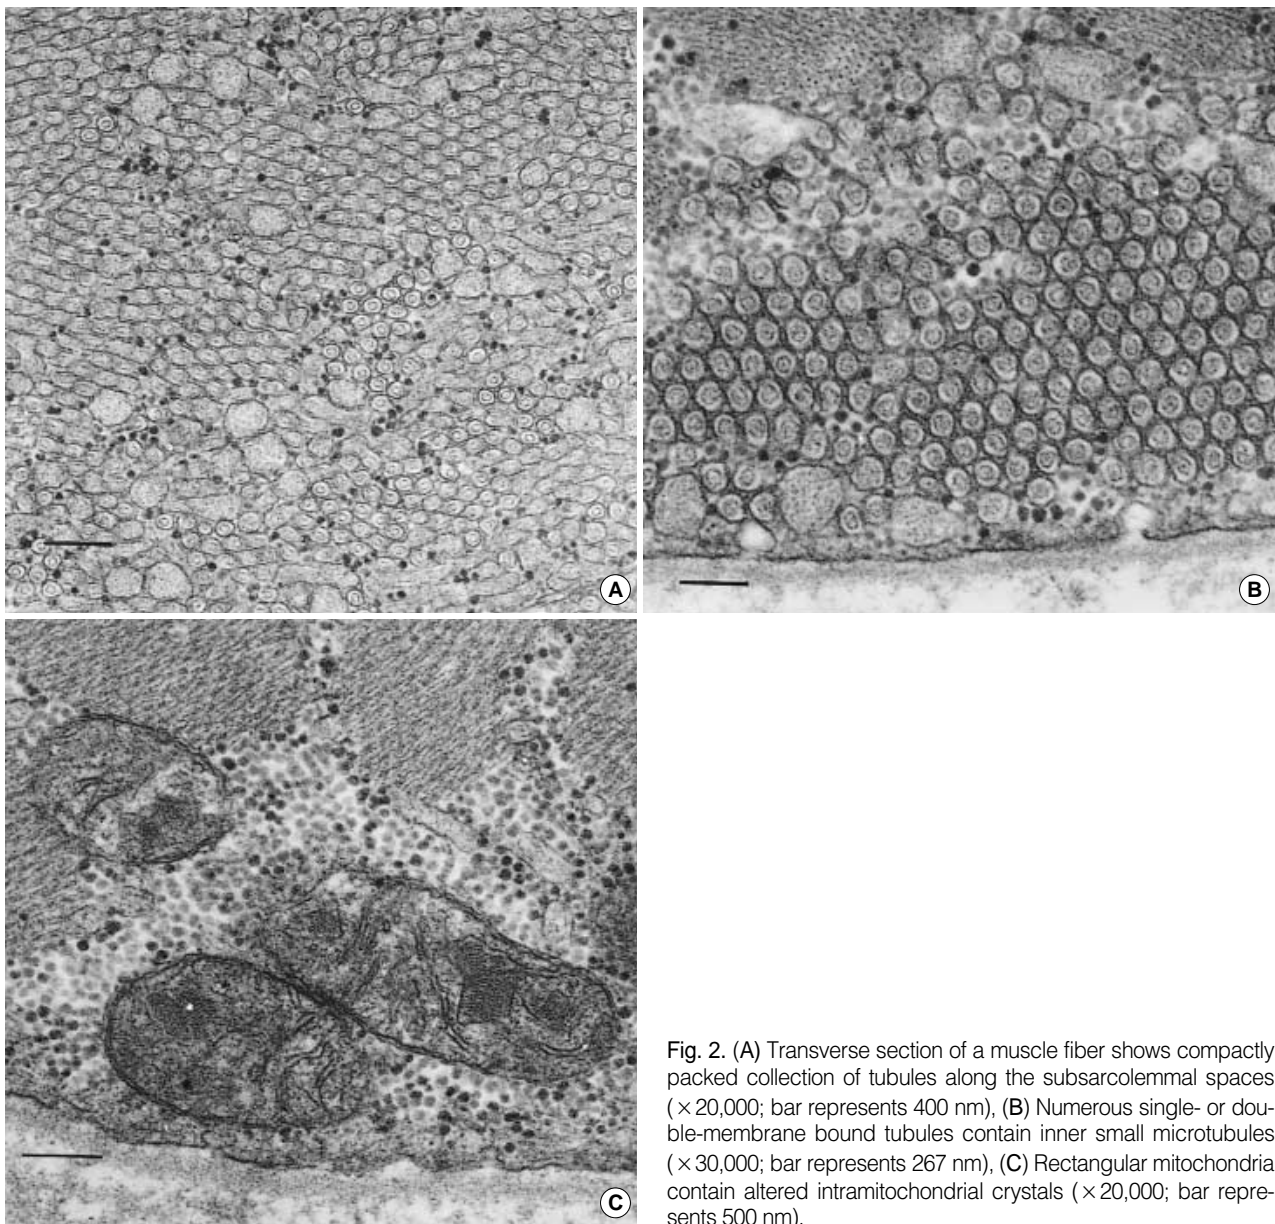 A
B
C
Fig. 2. (A) Transverse section of a muscle fiber shows compactly
packed collection of tubules along the subsarcolemmal spaces
(×20,000; bar represents 400 nm), (B) Numerous single- or dou-
ble-membrane bound tubules contain inner small microtubules
(×30,000; bar represents 267 nm), (C) Rectangular mitochondria
contain altered intramitochondrial crystals (×20,000; bar repre-
sents 500 nm).